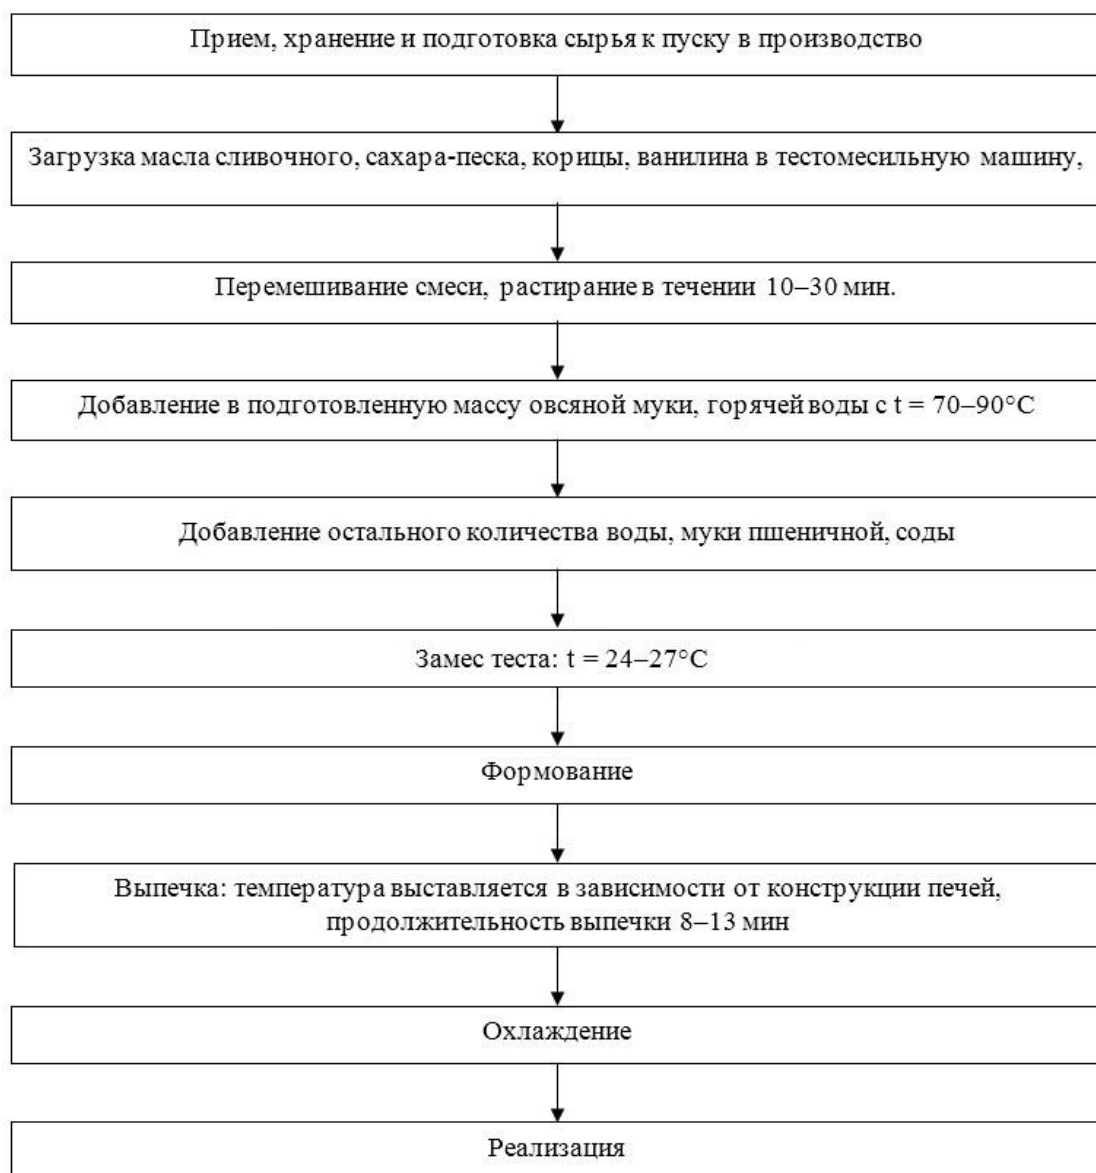 Прием, хранение и подготовка сырья к пуску в производство
Загрузка масла сливочного, сахара-песка, корицы, ванилина в тестомесильную машину,
Перемешивание смеси, растирание в течении 10–30 мин.
Добавление в подготовленную массу овсяной муки, горячей воды с t = 70–90°С
Добавление остального количества воды, муки пшеничной, соды
Замес теста: t = 24–27°С
Формование
Выпечка: температура выставляется в зависимости от конструкции печей,
продолжительность выпечки 8–13 мин
Охлаждение
Реализация